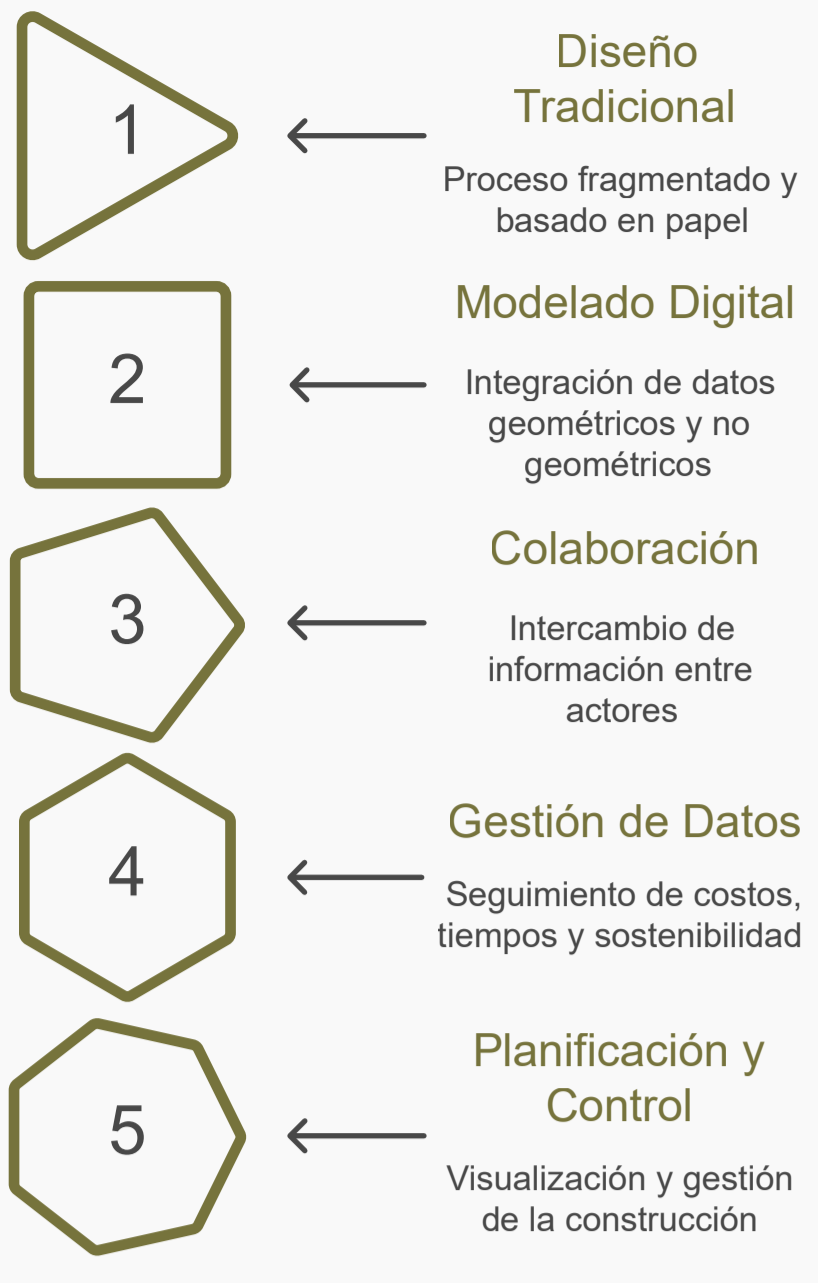 1
Diseño
Tradicional
Proceso fragmentado y
basado en papel
2
Modelado Digital
Integración de datos
geométricos y no
geométricos
3
Colaboración
Intercambio de
información entre
actores
4
Gestión de Datos
Seguimiento de costos,
tiempos y sostenibilidad
5
Planificación y
Control
Visualización y gestión
de la construcción